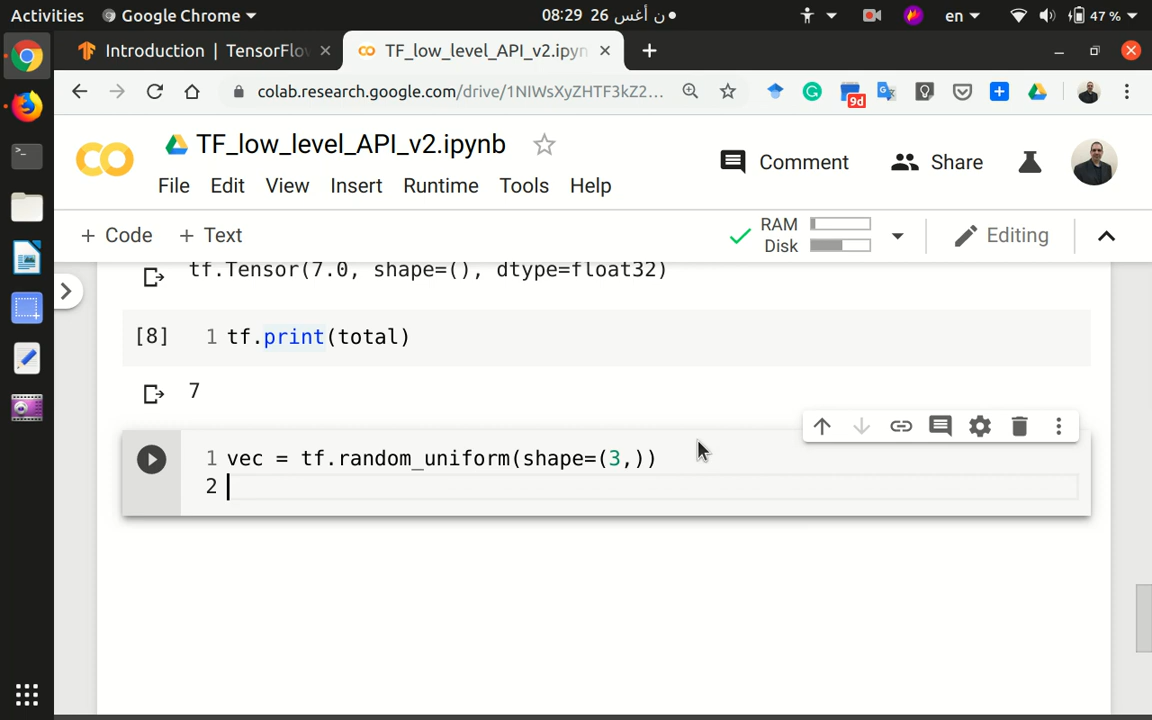 Activities Google Chrome 08:29 26 ن أغس en 47 %
Introduction | TensorFlow TF_low_level_API_v2.ipyn
colab.research.google.com/drive/1NIWsXyZHTF3kZ2... 9d
TF_low_level_API_v2.ipynb
Comment Share
File Edit View Insert Runtime Tools Help
+ Code + Text RAM Disk Editing
tf.Tensor(7.0, shape=(), dtype=float32)
[8] 1 tf.print(total)
7
1 vec = tf.random_uniform(shape=(3,))
2